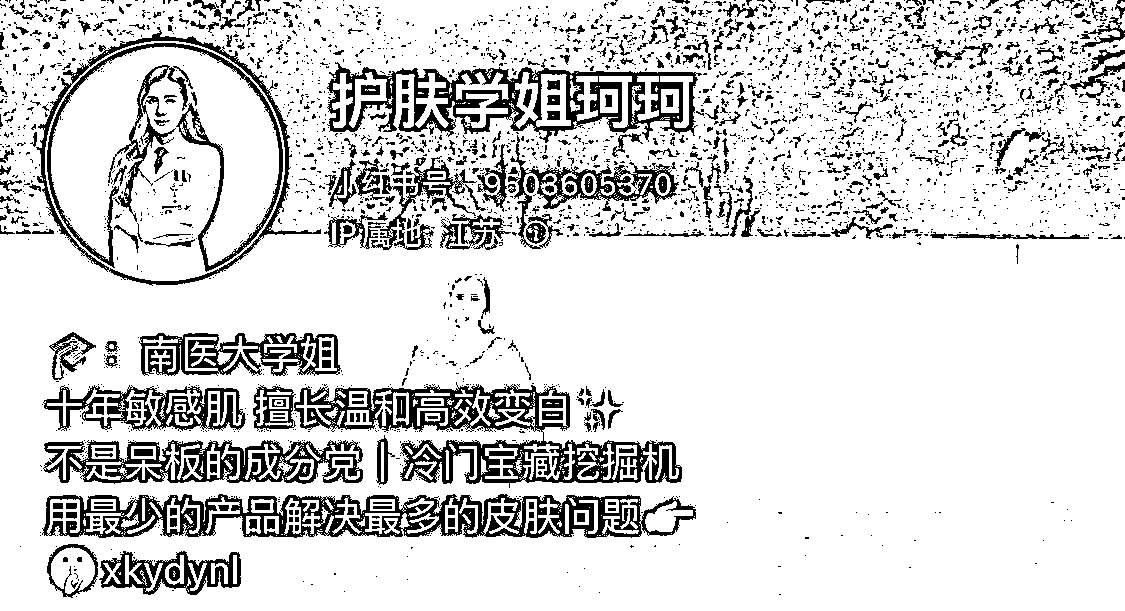 护肤学姐珂珂
小红书号：9603605370
IP属地：江苏
：南医大学姐
十年敏感肌 擅长温和高效变白
不是呆板的成分党｜冷门宝藏挖掘机
用最少的产品解决最多的皮肤问题
xkydynl